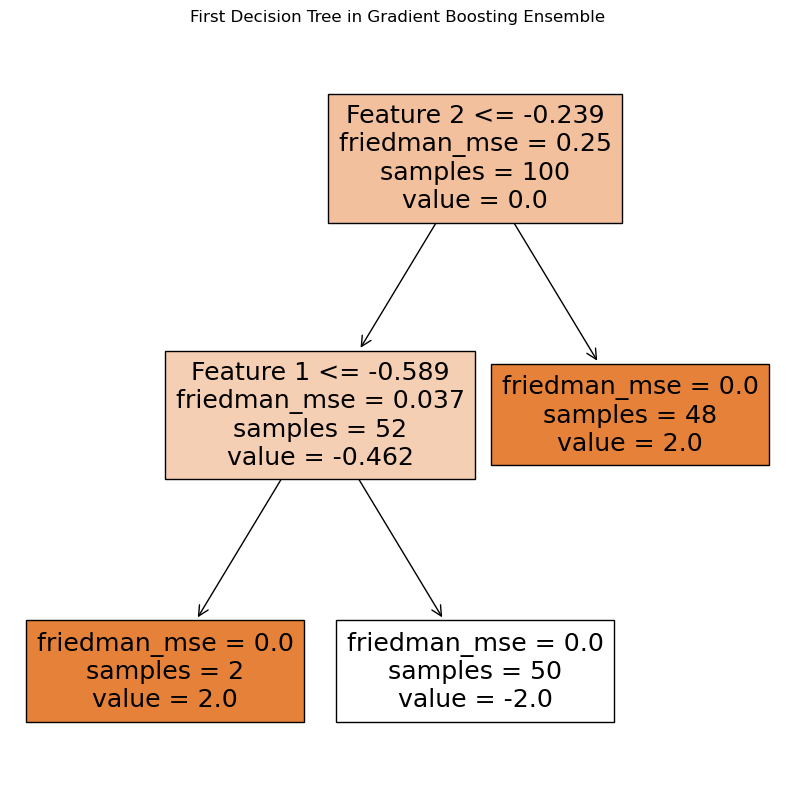 First Decision Tree in Gradient Boosting Ensemble
Feature 2 <= -0.239
friedman_mse = 0.25
samples = 100
value = 0.0
Feature 1 <= -0.589
friedman_mse = 0.037
samples = 52
value = -0.462
friedman_mse = 0.0
samples = 48
value = 2.0
friedman_mse = 0.0
samples = 2
value = 2.0
friedman_mse = 0.0
samples = 50
value = -2.0